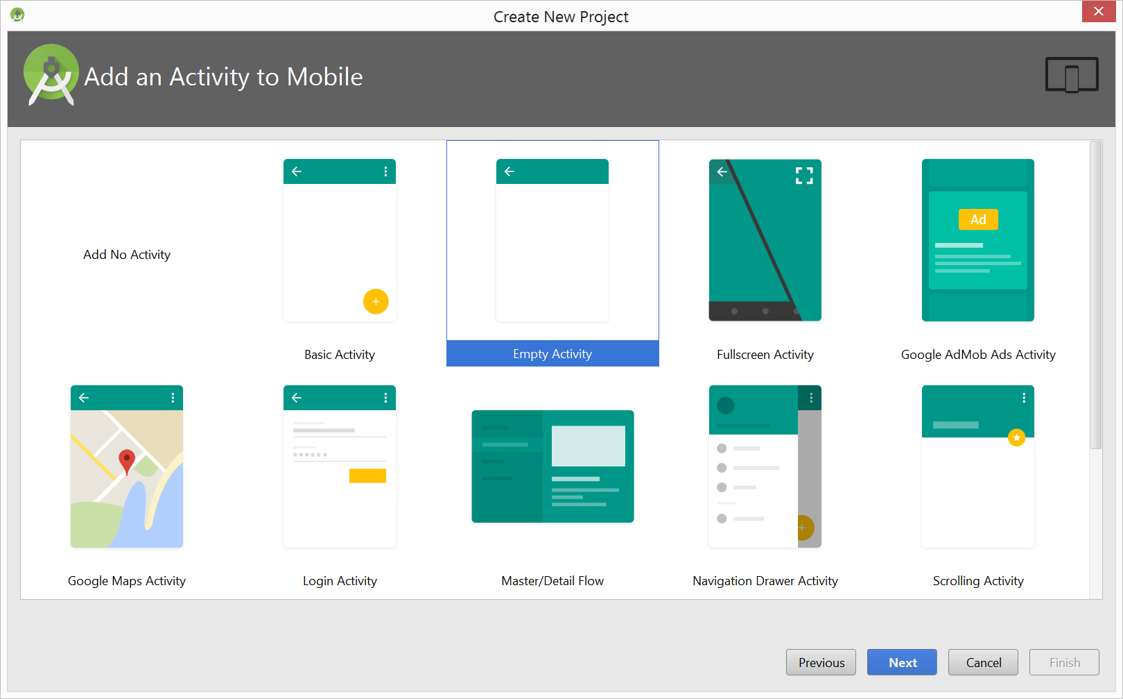 Create New Project
Add an Activity to Mobile
Add No Activity
Basic Activity
Empty Activity
Fullscreen Activity
Ad
Google AdMob Ads Activity
Google Maps Activity
Login Activity
Master/Detail Flow
Navigation Drawer Activity
Scrolling Activity
Previous
Next
Cancel
Finish